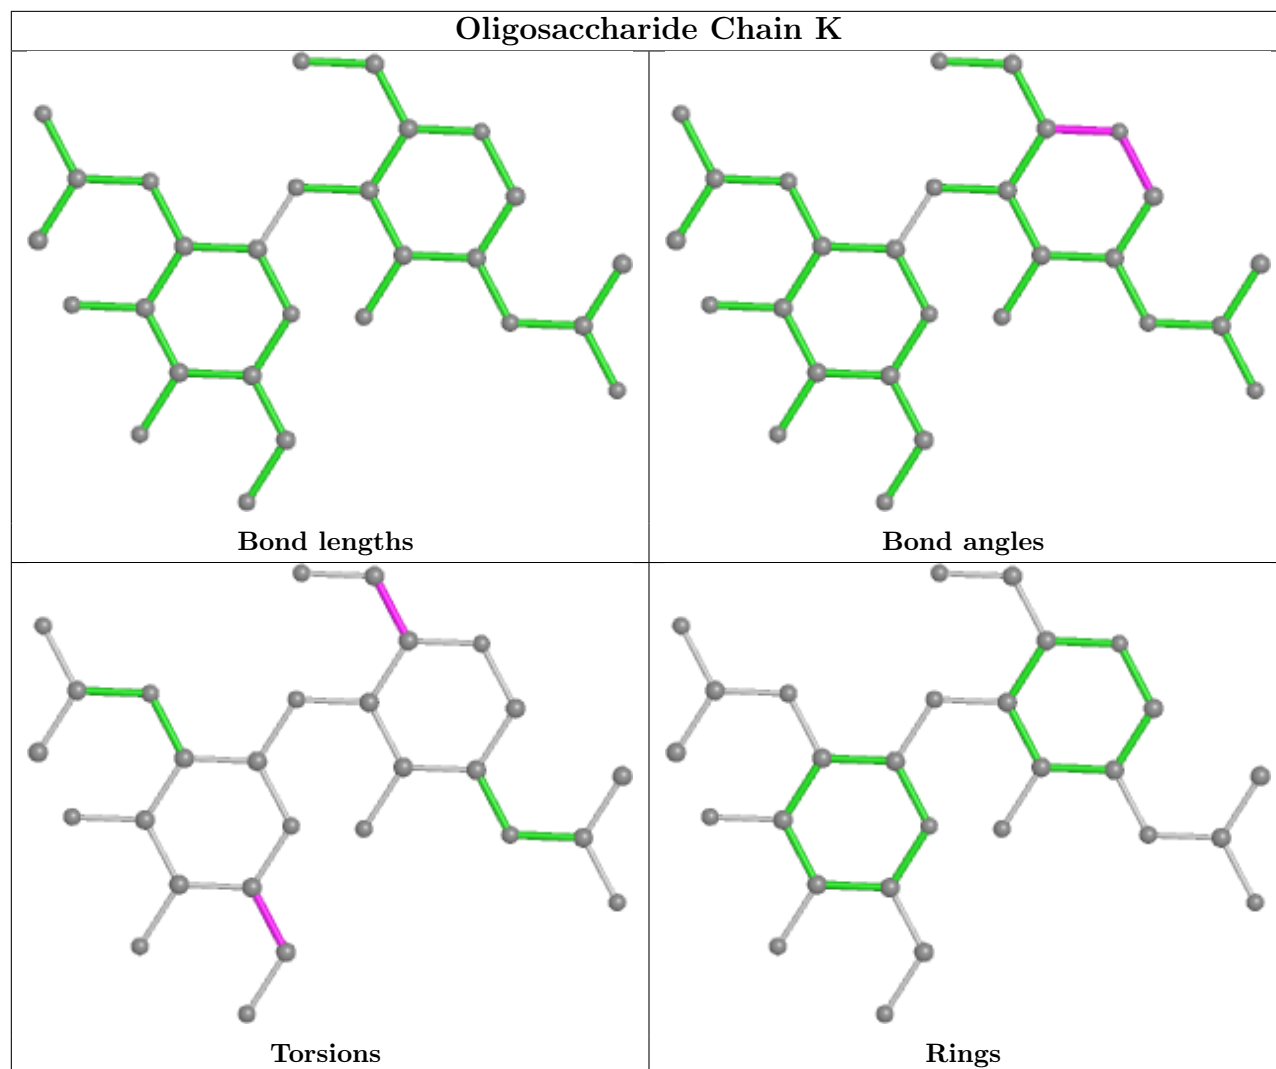 Oligosaccharide Chain K
Bond lengths
Bond angles
Torsions
Rings